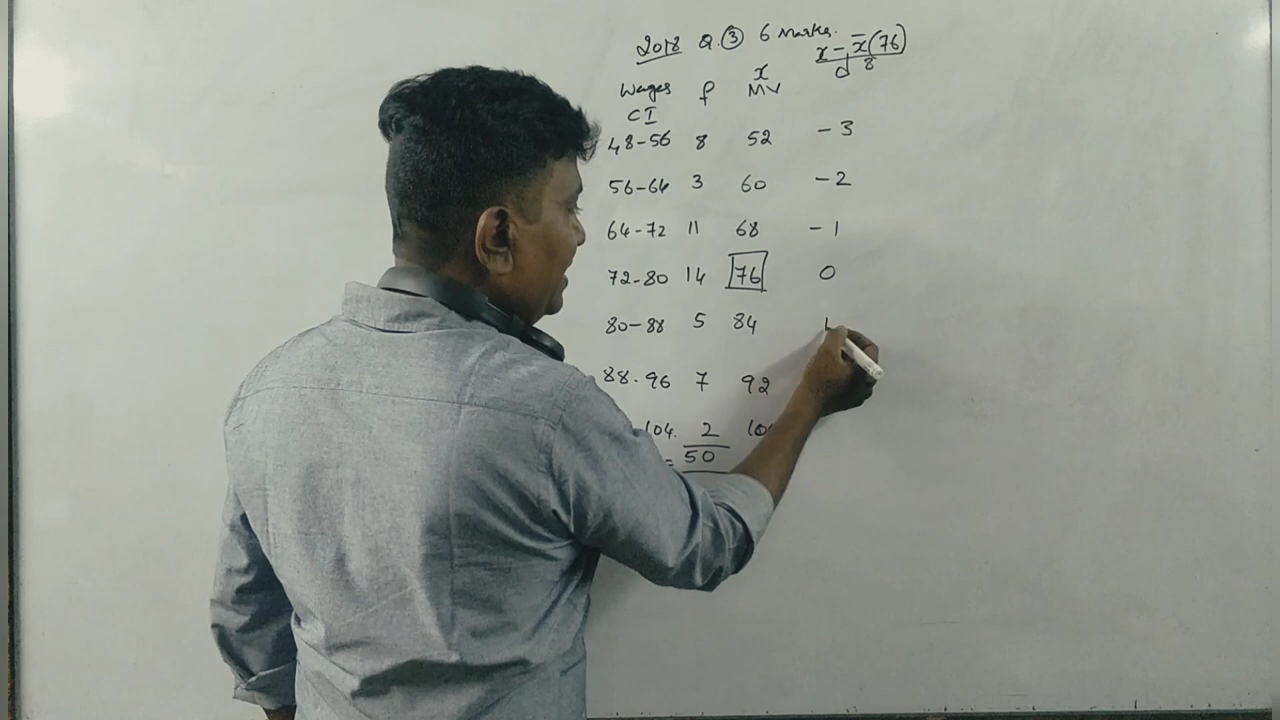 2018 Q. ③ 6 Marks.
x - x̄(76)
d 8
Wages f x
CI MV
48-56 8 52 -3
56-64 3 60 -2
64-72 11 68 -1
72-80 14 76 0
80-88 5 84
88-96 7 92
104. 2
= 50